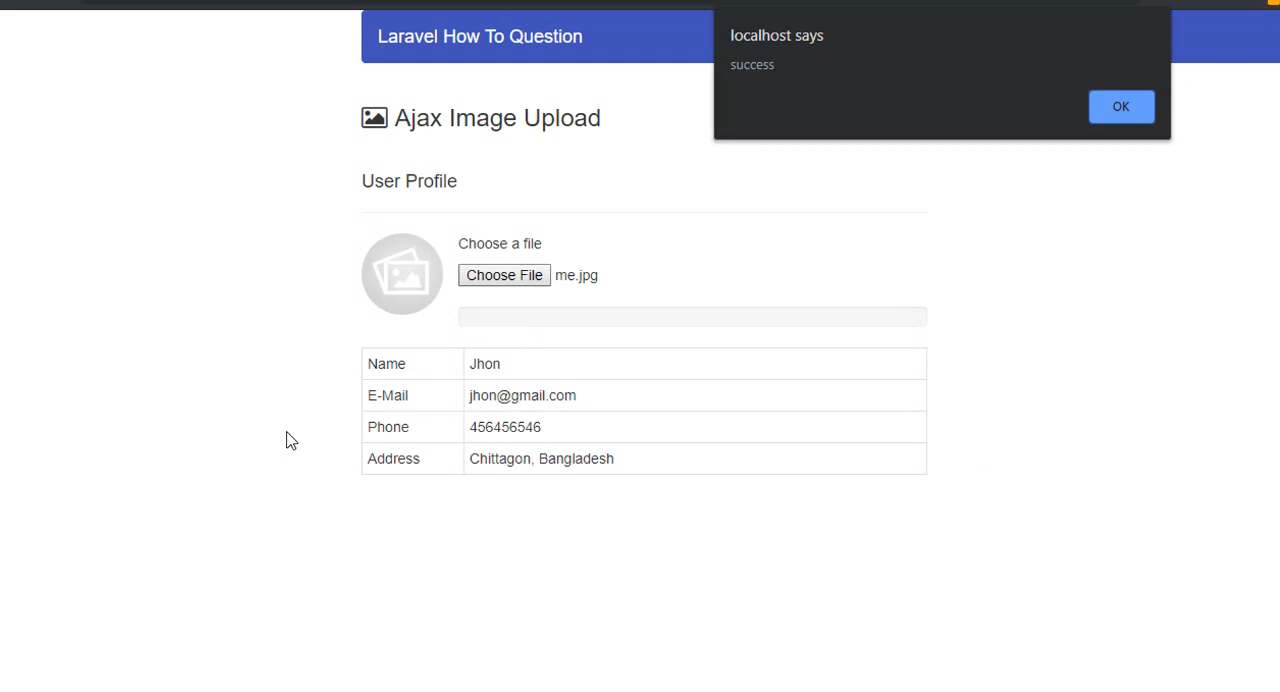 Laravel How To Question
localhost says
success
OK
Ajax Image Upload
User Profile
Choose a file
Choose File me.jpg
Name Jhon
E-Mail jhon@gmail.com
Phone 456456546
Address Chittagon, Bangladesh